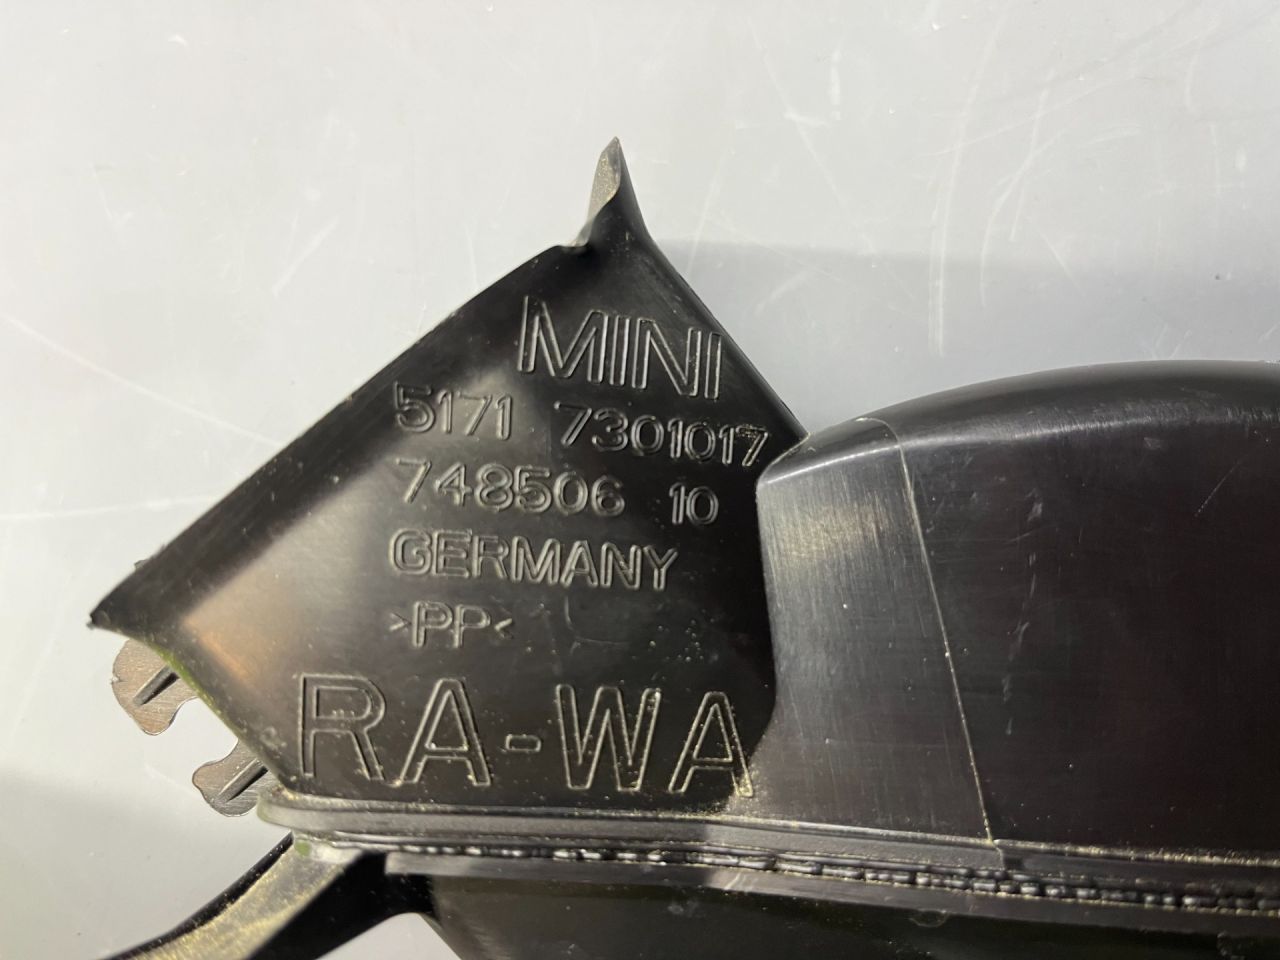 MINI
5171 7301017
748506 10
GERMANY
>PP<
RA-WA